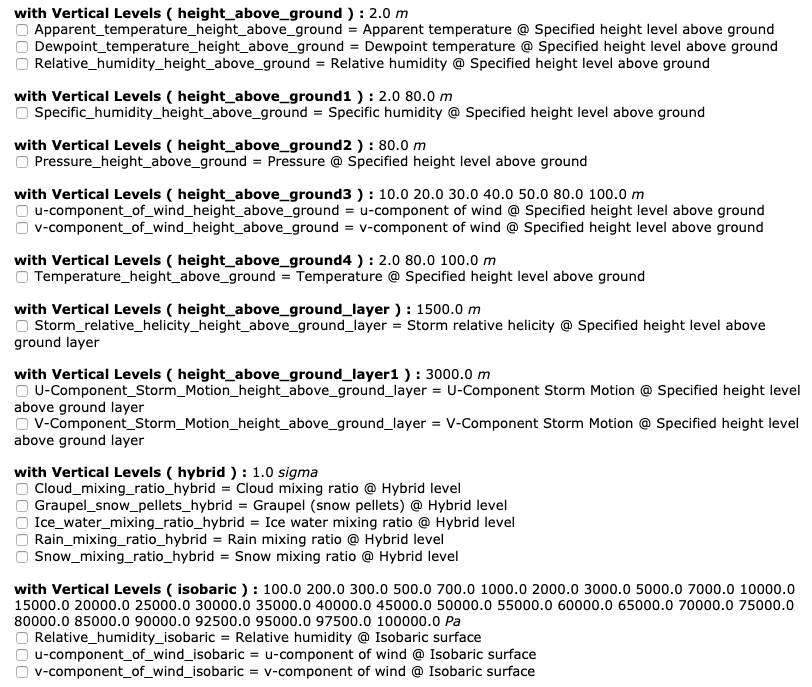 with Vertical Levels ( height_above_ground ) : 2.0 m
Apparent_temperature_height_above_ground = Apparent temperature @ Specified height level above ground
Dewpoint_temperature_height_above_ground = Dewpoint temperature @ Specified height level above ground
Relative_humidity_height_above_ground = Relative humidity @ Specified height level above ground
with Vertical Levels ( height_above_ground1 ) : 2.0 80.0 m
Specific_humidity_height_above_ground = Specific humidity @ Specified height level above ground
with Vertical Levels ( height_above_ground2 ) : 80.0 m
Pressure_height_above_ground = Pressure @ Specified height level above ground
with Vertical Levels ( height_above_ground3 ) : 10.0 20.0 30.0 40.0 50.0 80.0 100.0 m
u-component_of_wind_height_above_ground = u-component of wind @ Specified height level above ground
v-component_of_wind_height_above_ground = v-component of wind @ Specified height level above ground
with Vertical Levels ( height_above_ground4 ) : 2.0 80.0 100.0 m
Temperature_height_above_ground = Temperature @ Specified height level above ground
with Vertical Levels ( height_above_ground_layer ) : 1500.0 m
Storm_relative_helicity_height_above_ground_layer = Storm relative helicity @ Specified height level above
ground layer
with Vertical Levels ( height_above_ground_layer1 ) : 3000.0 m
U-Component_Storm_Motion_height_above_ground_layer = U-Component Storm Motion @ Specified height level
above ground layer
V-Component_Storm_Motion_height_above_ground_layer = V-Component Storm Motion @ Specified height level
above ground layer
with Vertical Levels ( hybrid ) : 1.0 sigma
Cloud_mixing_ratio_hybrid = Cloud mixing ratio @ Hybrid level
Graupel_snow_pellets_hybrid = Graupel (snow pellets) @ Hybrid level
Ice_water_mixing_ratio_hybrid = Ice water mixing ratio @ Hybrid level
Rain_mixing_ratio_hybrid = Rain mixing ratio @ Hybrid level
Snow_mixing_ratio_hybrid = Snow mixing ratio @ Hybrid level
with Vertical Levels ( isobaric ) : 100.0 200.0 300.0 500.0 700.0 1000.0 2000.0 3000.0 5000.0 7000.0 10000.0
15000.0 20000.0 25000.0 30000.0 35000.0 40000.0 45000.0 50000.0 55000.0 60000.0 65000.0 70000.0 75000.0
80000.0 85000.0 90000.0 92500.0 95000.0 97500.0 100000.0 Pa
Relative_humidity_isobaric = Relative humidity @ Isobaric surface
u-component_of_wind_isobaric = u-component of wind @ Isobaric surface
v-component_of_wind_isobaric = v-component of wind @ Isobaric surface